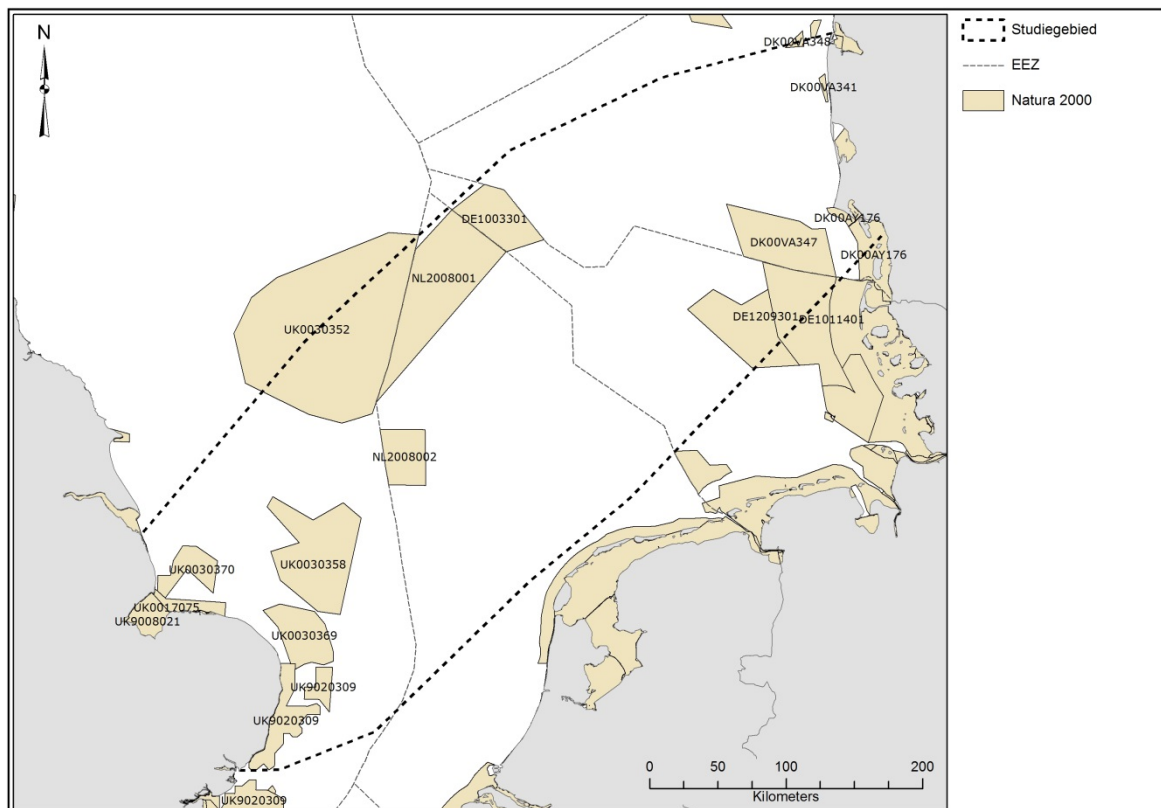 N
Studiegebied
EEZ
Natura 2000
DK00VA348
DK00VA341
DE1003301
DK00AY176
DK00VA347
DK00AY176
NL2008001
UK0030352
DE1209301
DE1011401
NL2008002
UK0030358
UK0030370
UK0017075
UK9008021
UK0030369
UK9020309
UK9020309
UK9020309
0 50 100 200
Kilometers